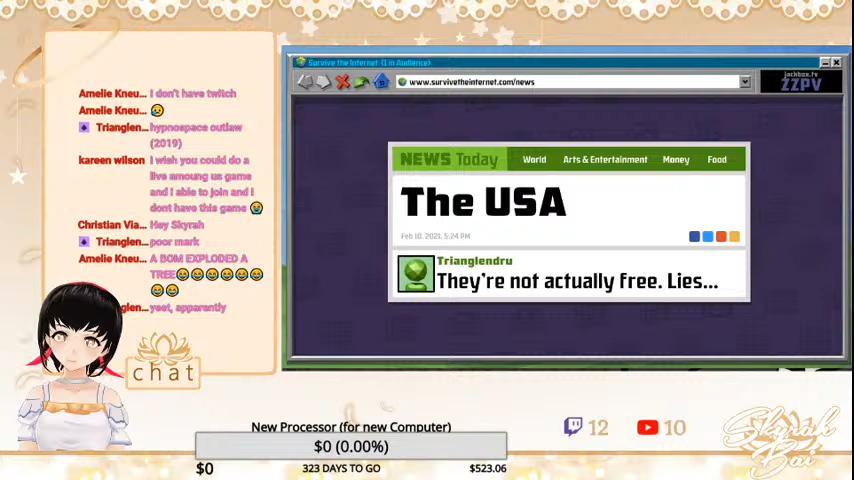 Amelie Kneu... I don't have twitch
Amelie Kneu... 😢
Trianglen... hypnospace outlaw
(2019)
kareen wilson I wish you could do a
live amoung us game
and i able to join and i
dont have this game 😭
Christian Via... Hey Skyrah
Trianglen... poor mark
Amelie Kneu... A BOM EXPLODED A
TREE😂😂😂😂😂😂
😂😂
glen... yeet, apparently
chat
Survive the Internet (1 in Audience)
www.survivetheinternet.com/news
jackbox.tv
ZZPV
NEWS Today World Arts & Entertainment Money Food
The USA
Feb 10, 2021, 5:24 PM
Trianglendru
They're not actually free. Lies...
New Processor (for new Computer)
$0 (0.00%)
$0 323 DAYS TO GO $523.06
12 10
Skyrah
Bai